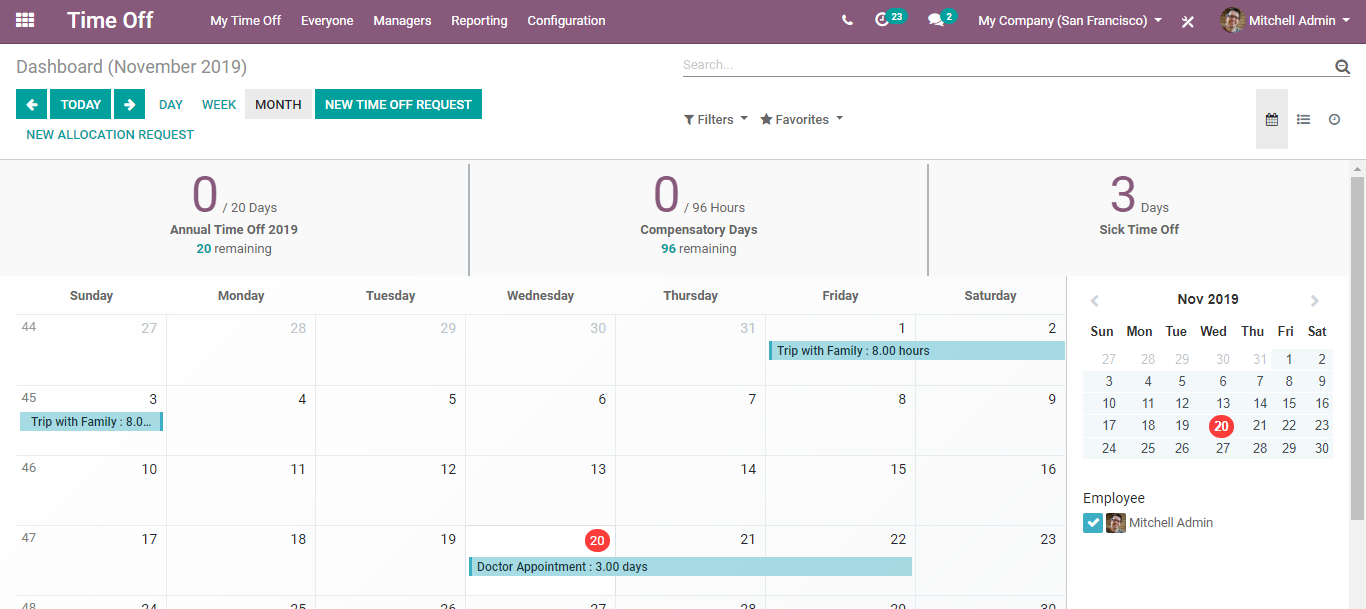 Time Off My Time Off Everyone Managers Reporting Configuration 23 2 My Company (San Francisco) Mitchell Admin
Dashboard (November 2019)
Search...
TODAY DAY WEEK MONTH NEW TIME OFF REQUEST
NEW ALLOCATION REQUEST
Filters Favorites
0 / 20 Days
Annual Time Off 2019
20 remaining
0 / 96 Hours
Compensatory Days
96 remaining
3 Days
Sick Time Off
Sunday Monday Tuesday Wednesday Thursday Friday Saturday
44 27 28 29 30 31 1 2
Trip with Family : 8.00 hours
45 3 4 5 6 7 8 9
Trip with Family : 8.0...
46 10 11 12 13 14 15 16
47 17 18 19 20 21 22 23
Doctor Appointment : 3.00 days
48 24 25 26 27 28 29 30
Nov 2019
Sun Mon Tue Wed Thu Fri Sat
27 28 29 30 31 1 2
3 4 5 6 7 8 9
10 11 12 13 14 15 16
17 18 19 20 21 22 23
24 25 26 27 28 29 30
Employee
Mitchell Admin